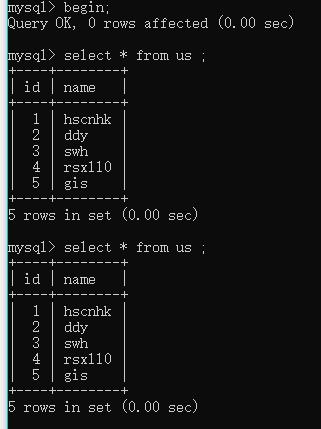 mysql> begin;
Query OK, 0 rows affected (0.00 sec)
mysql> select * from us ;
+----+--------+
| id | name   |
+----+--------+
|  1 | hscnhk |
|  2 | ddy    |
|  3 | swh    |
|  4 | rsx110 |
|  5 | gis    |
+----+--------+
5 rows in set (0.00 sec)
mysql> select * from us ;
+----+--------+
| id | name   |
+----+--------+
|  1 | hscnhk |
|  2 | ddy    |
|  3 | swh    |
|  4 | rsx110 |
|  5 | gis    |
+----+--------+
5 rows in set (0.00 sec)